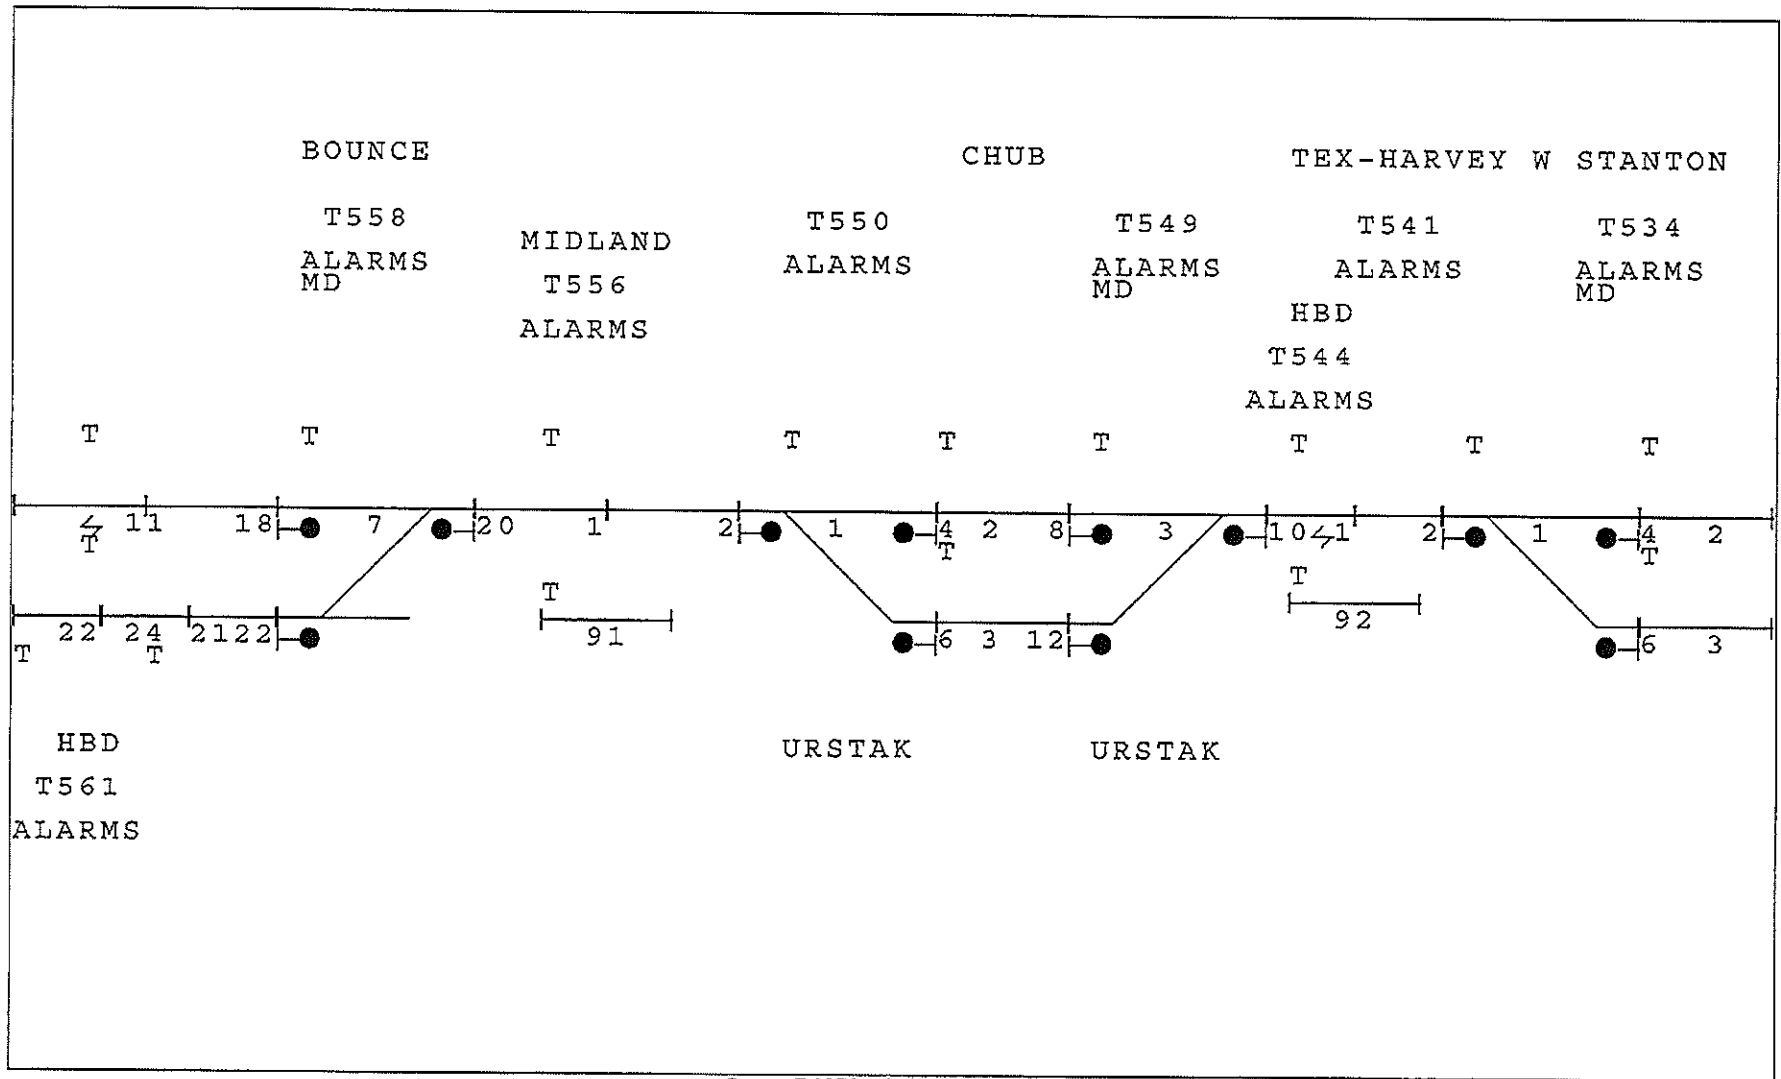 BOUNCE CHUB TEX-HARVEY W STANTON
T558 T550 T549 T541 T534
MIDLAND
ALARMS ALARMS ALARMS ALARMS ALARMS
MD T556 MD MD
HBD
ALARMS
T544
ALARMS
T T T T T T T T T
11 18 7 20 1 2 1 4 2 8 3 10 1 2 1 4 2
T T T
T T
22 24 21 22 91 6 3 12 92 6 3
T T
HBD URSTAK URSTAK
T561
ALARMS